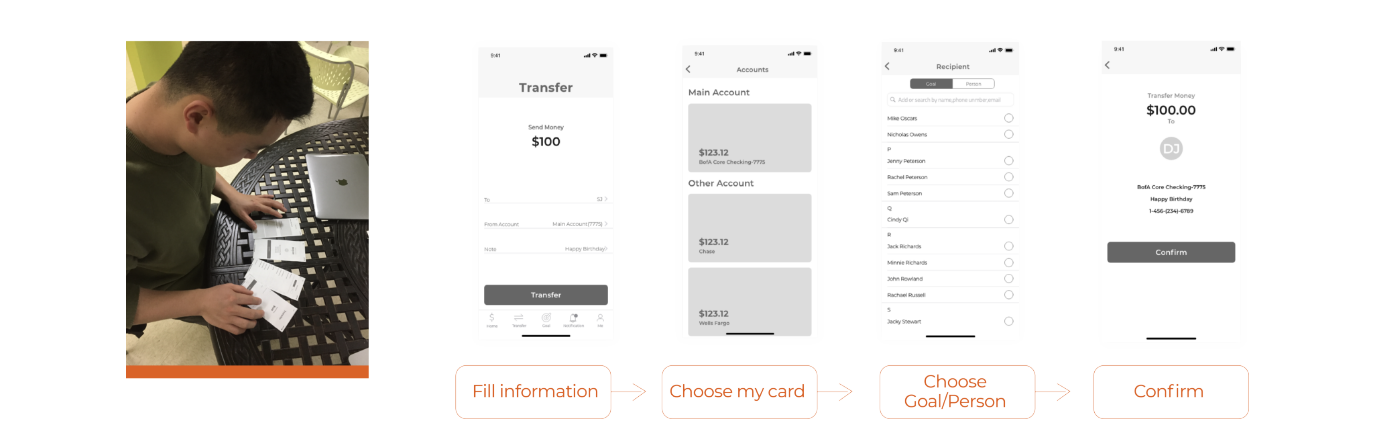 9:41
Transfer
Send Money
$100
To
SJ >
From Account
Main Account(7775) >
Note
Happy Birthday>
Transfer
Home
Transfer
Goal
Notification
Me
9:41
Accounts
Main Account
$123.12
BofA Core Checking-7775
Other Account
$123.12
Chase
$123.12
Wells Fargo
9:41
Recipient
Goal
Person
Add or search by name, phone number email
Mike Oscars
Nicholas Owens
P
Jenny Peterson
Rachel Peterson
Sam Peterson
Q
Cindy Qi
R
Jack Richards
Minnie Richards
John Rowland
Rachael Russell
S
Jacky Stewart
9:41
Transfer Money
$100.00
To
DJ
BofA Core Checking-7775
Happy Birthday
1-456-(234)-6789
Confirm
Fill information
Choose my card
Choose
Goal/Person
Confirm